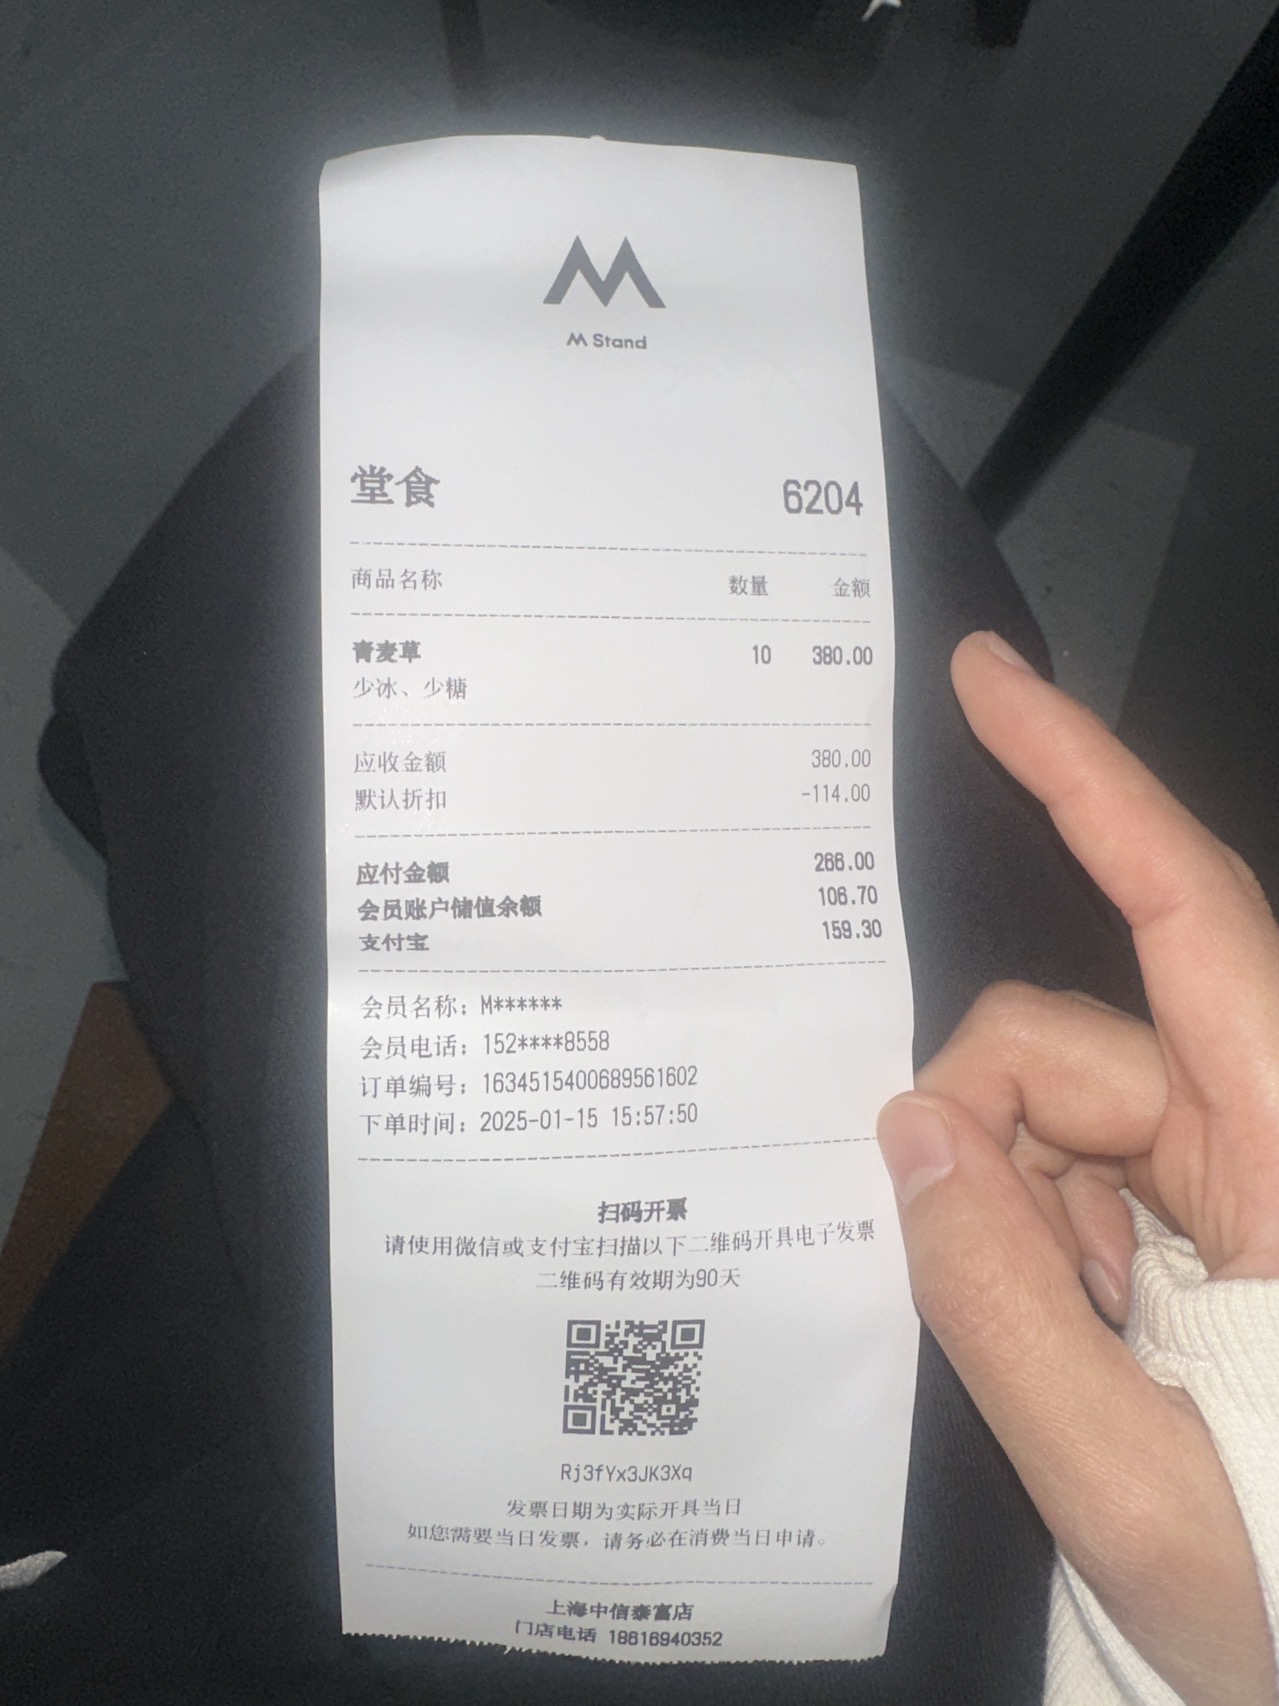 M Stand
堂食 6204
商品名称 数量 金额
青麦草 10 380.00
少冰、少糖
应收金额 380.00
默认折扣 -114.00
应付金额 266.00
会员账户储值余额 106.70
支付宝 159.30
会员名称：M******
会员电话：152****8558
订单编号：1634515400689561602
下单时间：2025-01-15 15:57:50
扫码开票
请使用微信或支付宝扫描以下二维码开具电子发票
二维码有效期为90天
Rj3fYx3JK3Xq
发票日期为实际开具当日
如您需要当日发票，请务必在消费当日申请。
上海中信泰富店
门店电话 18616940352